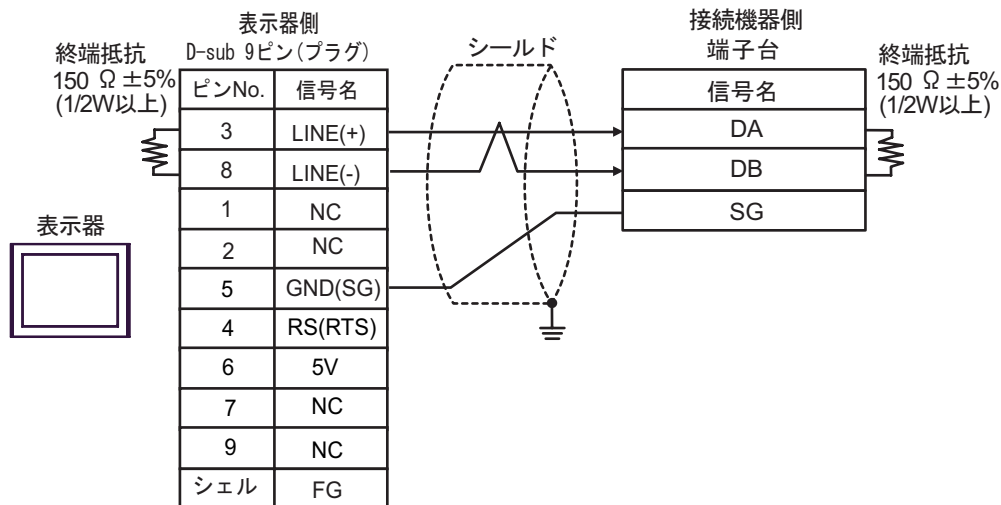 表示器側
D-sub 9ピン(プラグ)
終端抵抗
150 Ω ±5%
(1/2W以上)
シールド
接続機器側
端子台
終端抵抗
150 Ω ±5%
(1/2W以上)
ピンNo. 信号名
3 LINE(+)
8 LINE(-)
1 NC
2 NC
5 GND(SG)
4 RS(RTS)
6 5V
7 NC
9 NC
シェル FG
信号名
DA
DB
SG
表示器